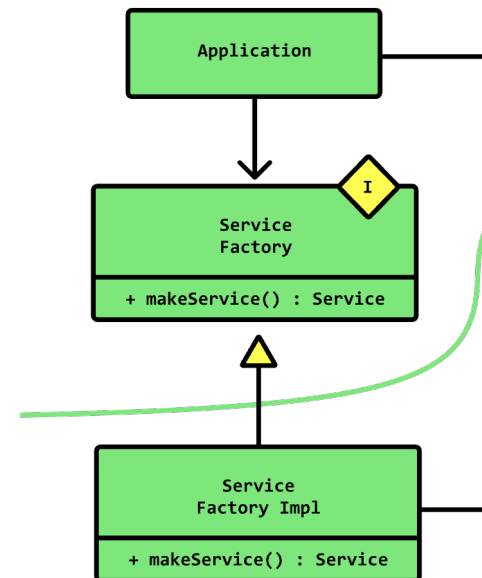 Application
I
Service
Factory
+ makeService() : Service
Service
Factory Impl
+ makeService() : Service